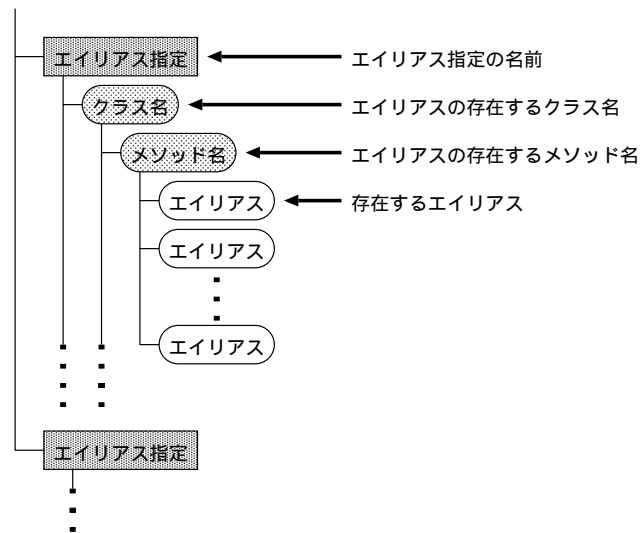 エイリアス指定 エイリアス指定の名前
クラス名 エイリアスの存在するクラス名
メソッド名 エイリアスの存在するメソッド名
エイリアス 存在するエイリアス
エイリアス
エイリアス
エイリアス指定